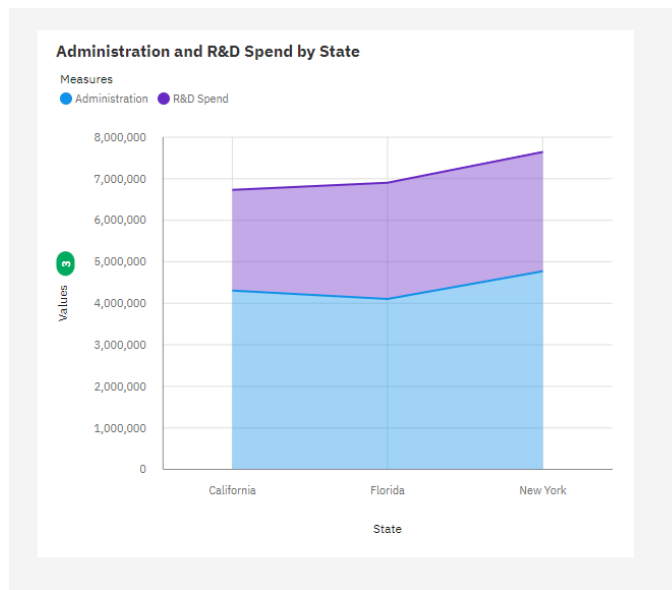 Administration and R&D Spend by State
Measures
Administration R&D Spend
8,000,000
7,000,000
6,000,000
5,000,000
4,000,000
3,000,000
2,000,000
1,000,000
0
Values 3
California Florida New York
State